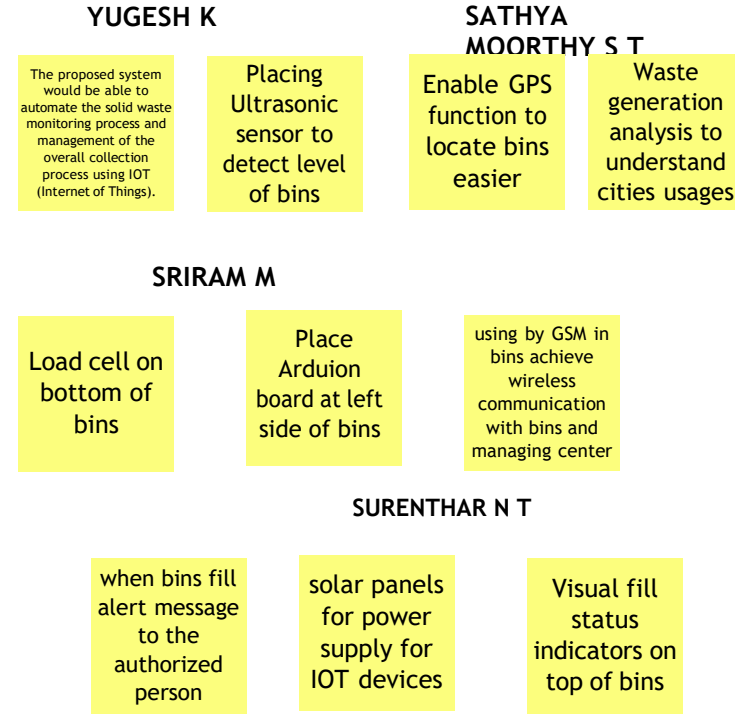 YUGESH K
SATHYA
MOORTHY S T
The proposed system
would be able to
automate the solid waste
monitoring process and
management of the
overall collection
process using IOT
(Internet of Things).
Placing
Ultrasonic
sensor to
detect level
of bins
Enable GPS
function to
locate bins
easier
Waste
generation
analysis to
understand
cities usages
SRIRAM M
Load cell on
bottom of
bins
Place
Arduion
board at left
side of bins
using by GSM in
bins achieve
wireless
communication
with bins and
managing center
SURENTHAR N T
when bins fill
alert message
to the
authorized
person
solar panels
for power
supply for
IOT devices
Visual fill
status
indicators on
top of bins